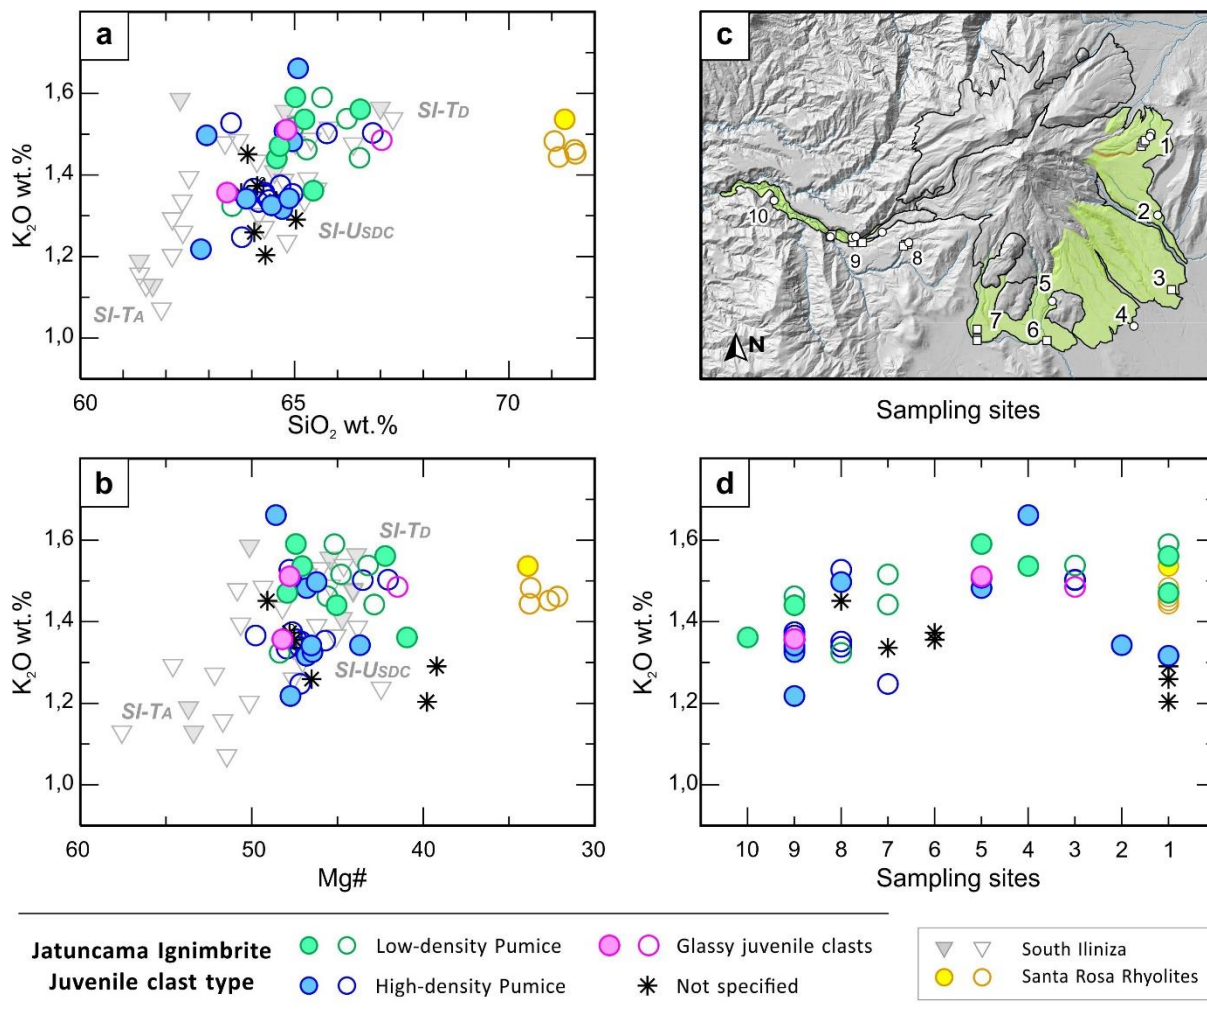 a
1,6
1,4
1,2
1,0
K2O wt.%
SI-TD
SI-USDC
SI-TA
60
65
70
SiO2 wt.%
c
1
2
3
4
5
6
7
8
9
10
N
Sampling sites
b
1,6
1,4
1,2
1,0
K2O wt.%
SI-TD
SI-USDC
SI-TA
60
50
40
30
Mg#
d
1,6
1,4
1,2
1,0
K2O wt.%
10 9 8 7 6 5 4 3 2 1
Sampling sites
Jatuncama Ignimbrite
Juvenile clast type
Low-density Pumice
High-density Pumice
Glassy juvenile clasts
Not specified
South Iliniza
Santa Rosa Rhyolites